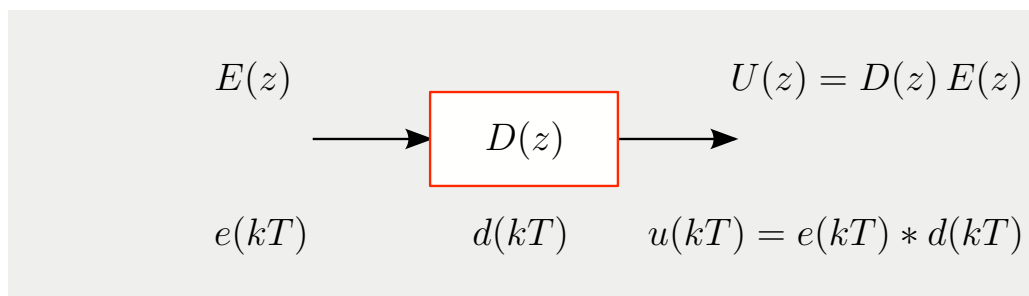 E(z) U(z) = D(z) E(z)
D(z)
e(kT) d(kT) u(kT) = e(kT) ∗ d(kT)